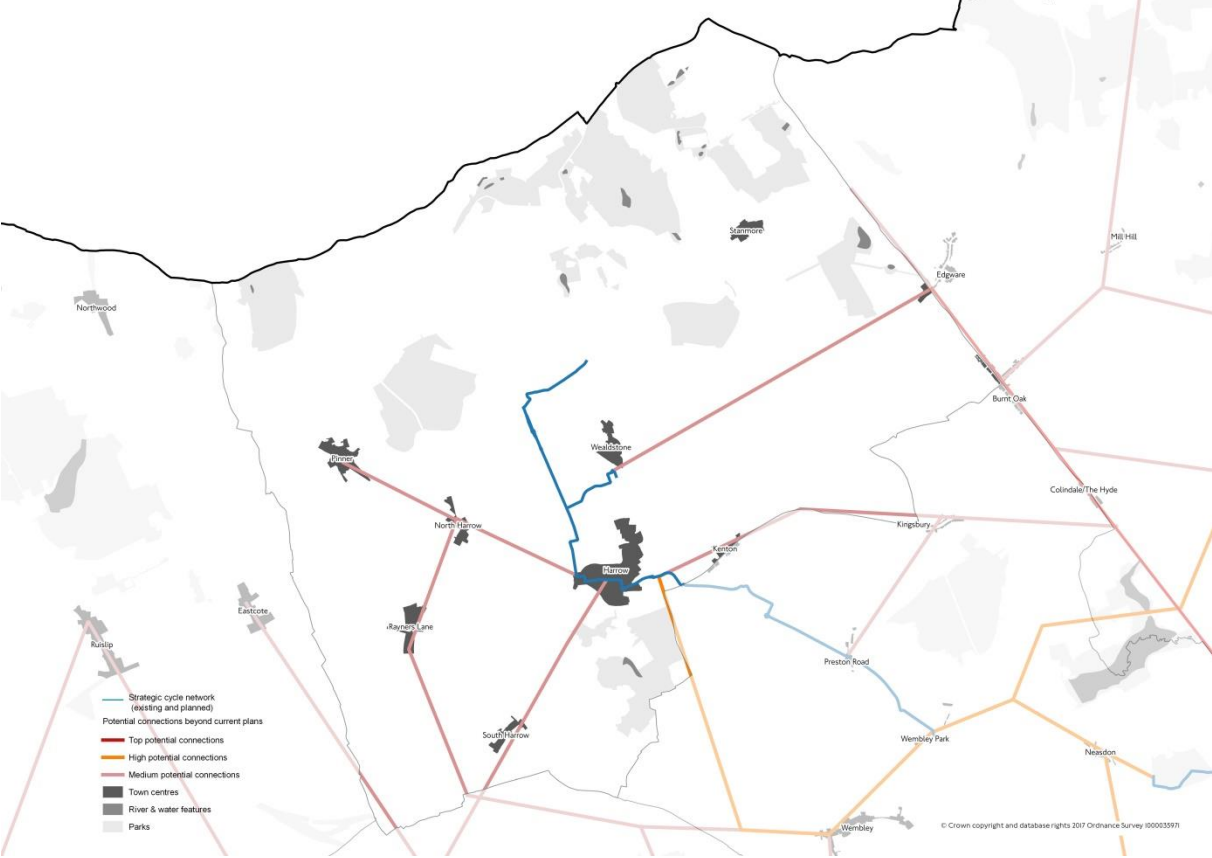 Stanmore
Mill Hill
Edgware
Northwood
Burnt Oak
Wealdstone
Pinner
Colindale/The Hyde
North Harrow
Kingsbury
Kenton
Harrow
Eastcote
Rayners Lane
Ruislip
Preston Road
South Harrow
Wembley Park
Neasdon
Wembley
Strategic cycle network
(existing and planned)
Potential connections beyond current plans
Top potential connections
High potential connections
Medium potential connections
Town centres
River & water features
Parks
© Crown copyright and database rights 2017 Ordnance Survey 100035971